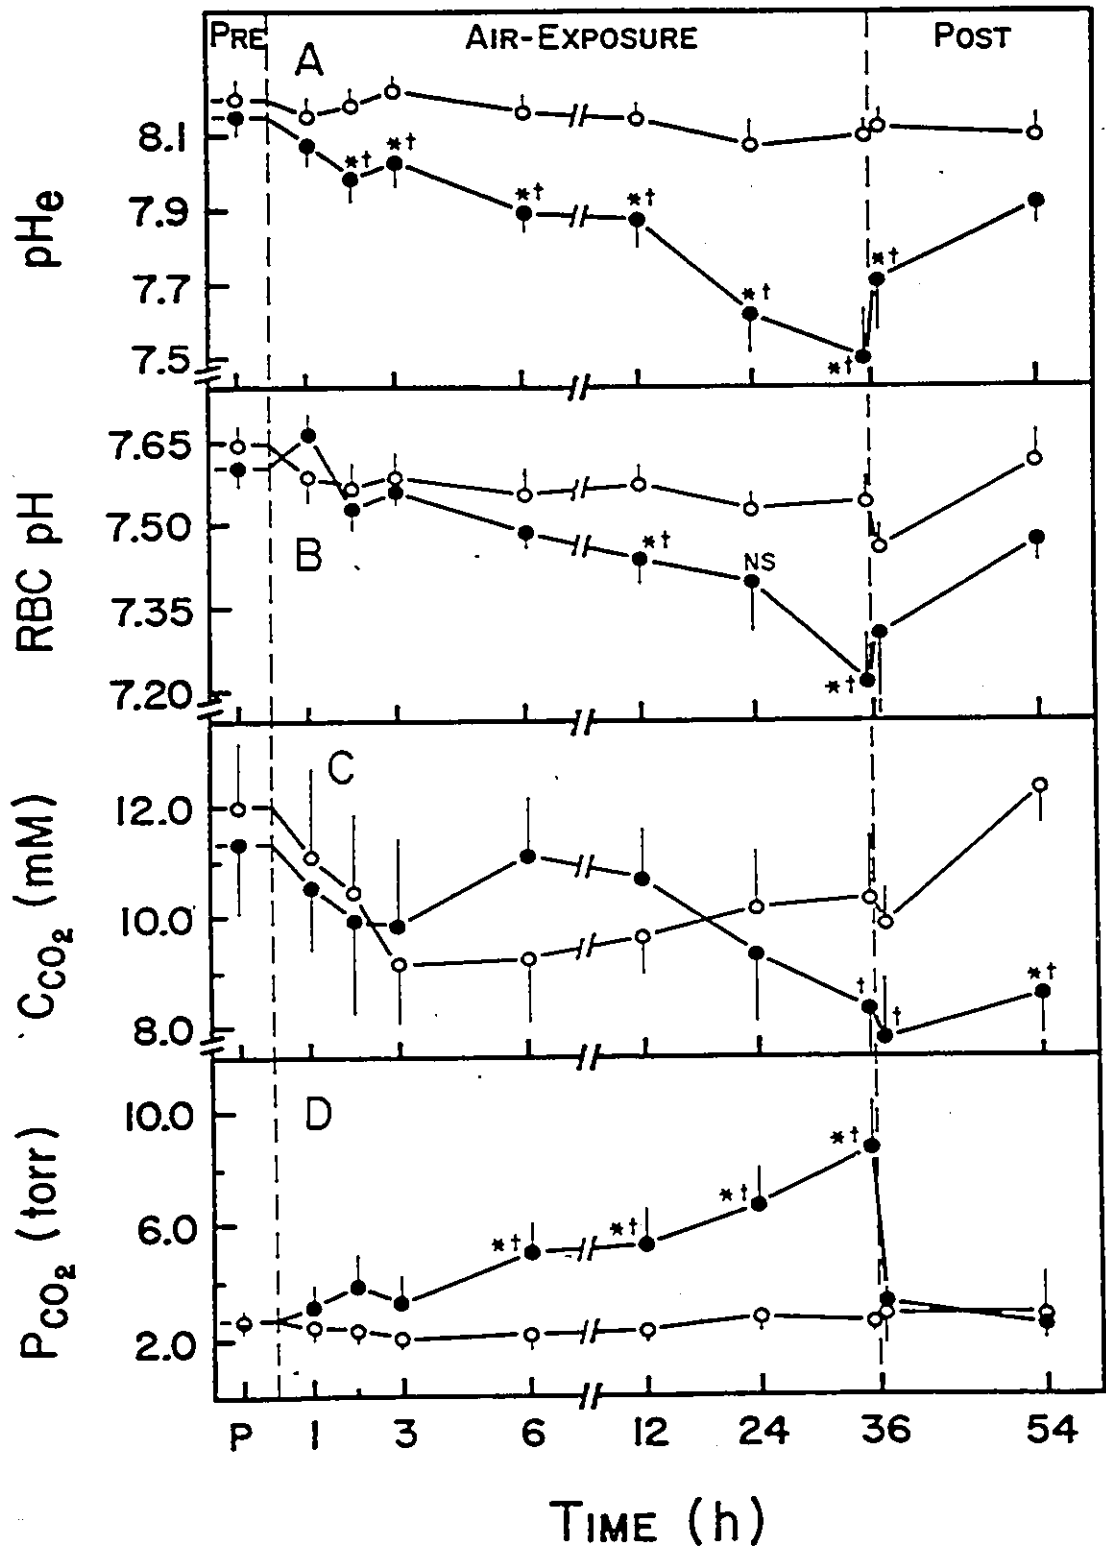 PRE AIR-EXPOSURE POST
A
pHe
8.1
7.9
7.7
7.5
*† *† *† *† *† *† *†
B
RBC pH
7.65
7.50
7.35
7.20
*† NS *†
C
CCO2 (mM)
12.0
10.0
8.0
† † *†
D
PCO2 (torr)
10.0
6.0
2.0
*† *† *† *†
P 1 3 6 12 24 36 54
TIME (h)